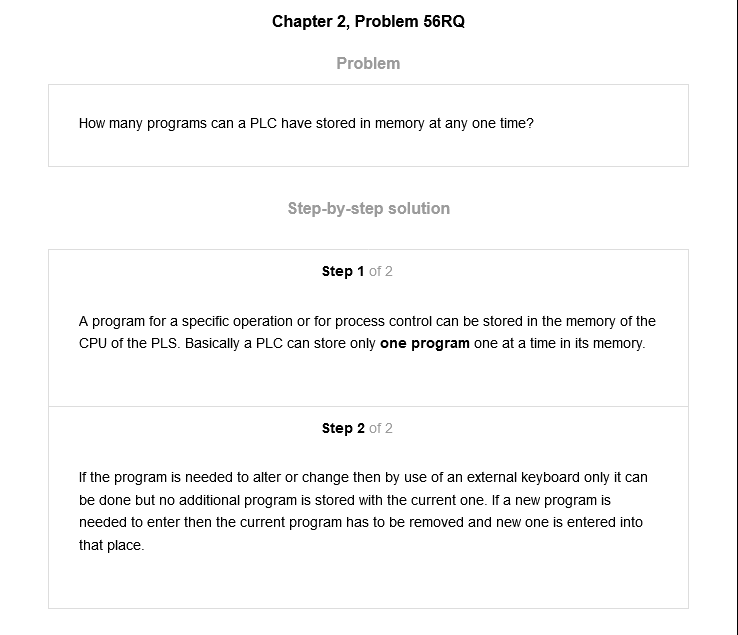 Chapter 2, Problem 56RQ
Problem
How many programs can a PLC have stored in memory at any one time?
Step-by-step solution
Step 1 of 2
A program for a specific operation or for process control can be stored in the memory of the
CPU of the PLS. Basically a PLC can store only one program one at a time in its memory.
Step 2 of 2
If the program is needed to alter or change then by use of an external keyboard only it can
be done but no additional program is stored with the current one. If a new program is
needed to enter then the current program has to be removed and new one is entered into
that place.